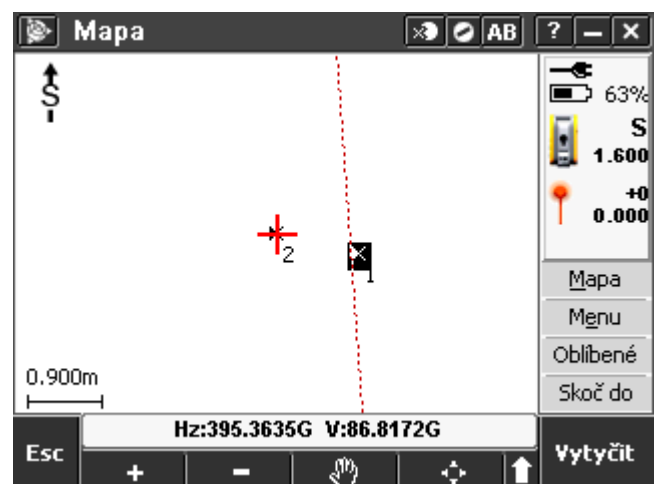 Mapa
AB
?
S
63%
S
1.600
+0
0.000
2
1
Mapa
Menu
Oblíbené
Skoč do
0.900m
Hz:395.3635G V:86.8172G
Esc
+
-
Vytyčit